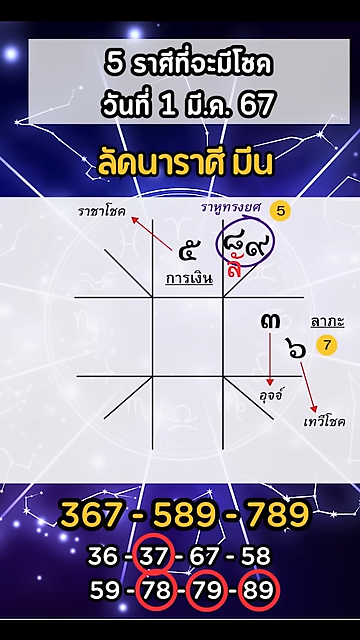 5 ราศีที่จะมีโชค
วันที่ 1 มี.ค. 67
ลัคนาราศี มีน
ราชาโชค
ราหูทรงยศ 5
๕ ๘ ๙
การเงิน ลั
๓ ลาภะ
๖ 7
อุจจ์
เทวีโชค
367 - 589 - 789
36 - 37 - 67 - 58
59 - 78 - 79 - 89